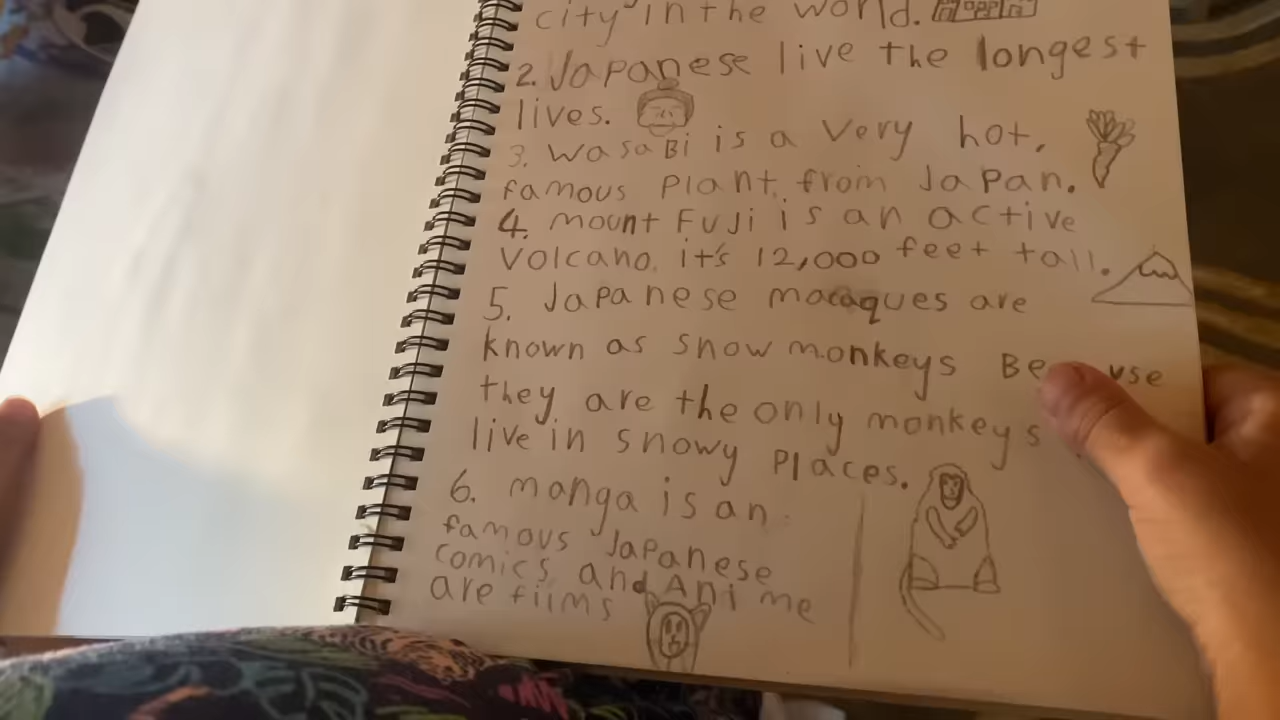 city in the world.
2. Japanese live the longest
lives.
3. wasaBi is a very hot,
famous Plant from Japan.
4. mount FuJi is an active
volcano. it's 12,000 feet tall.
5. Japanese macaques are
known as snow monkeys Be use
they are the only monkeys
live in snowy Places.
6. manga is an
famous Japanese
comics and Anime
are films